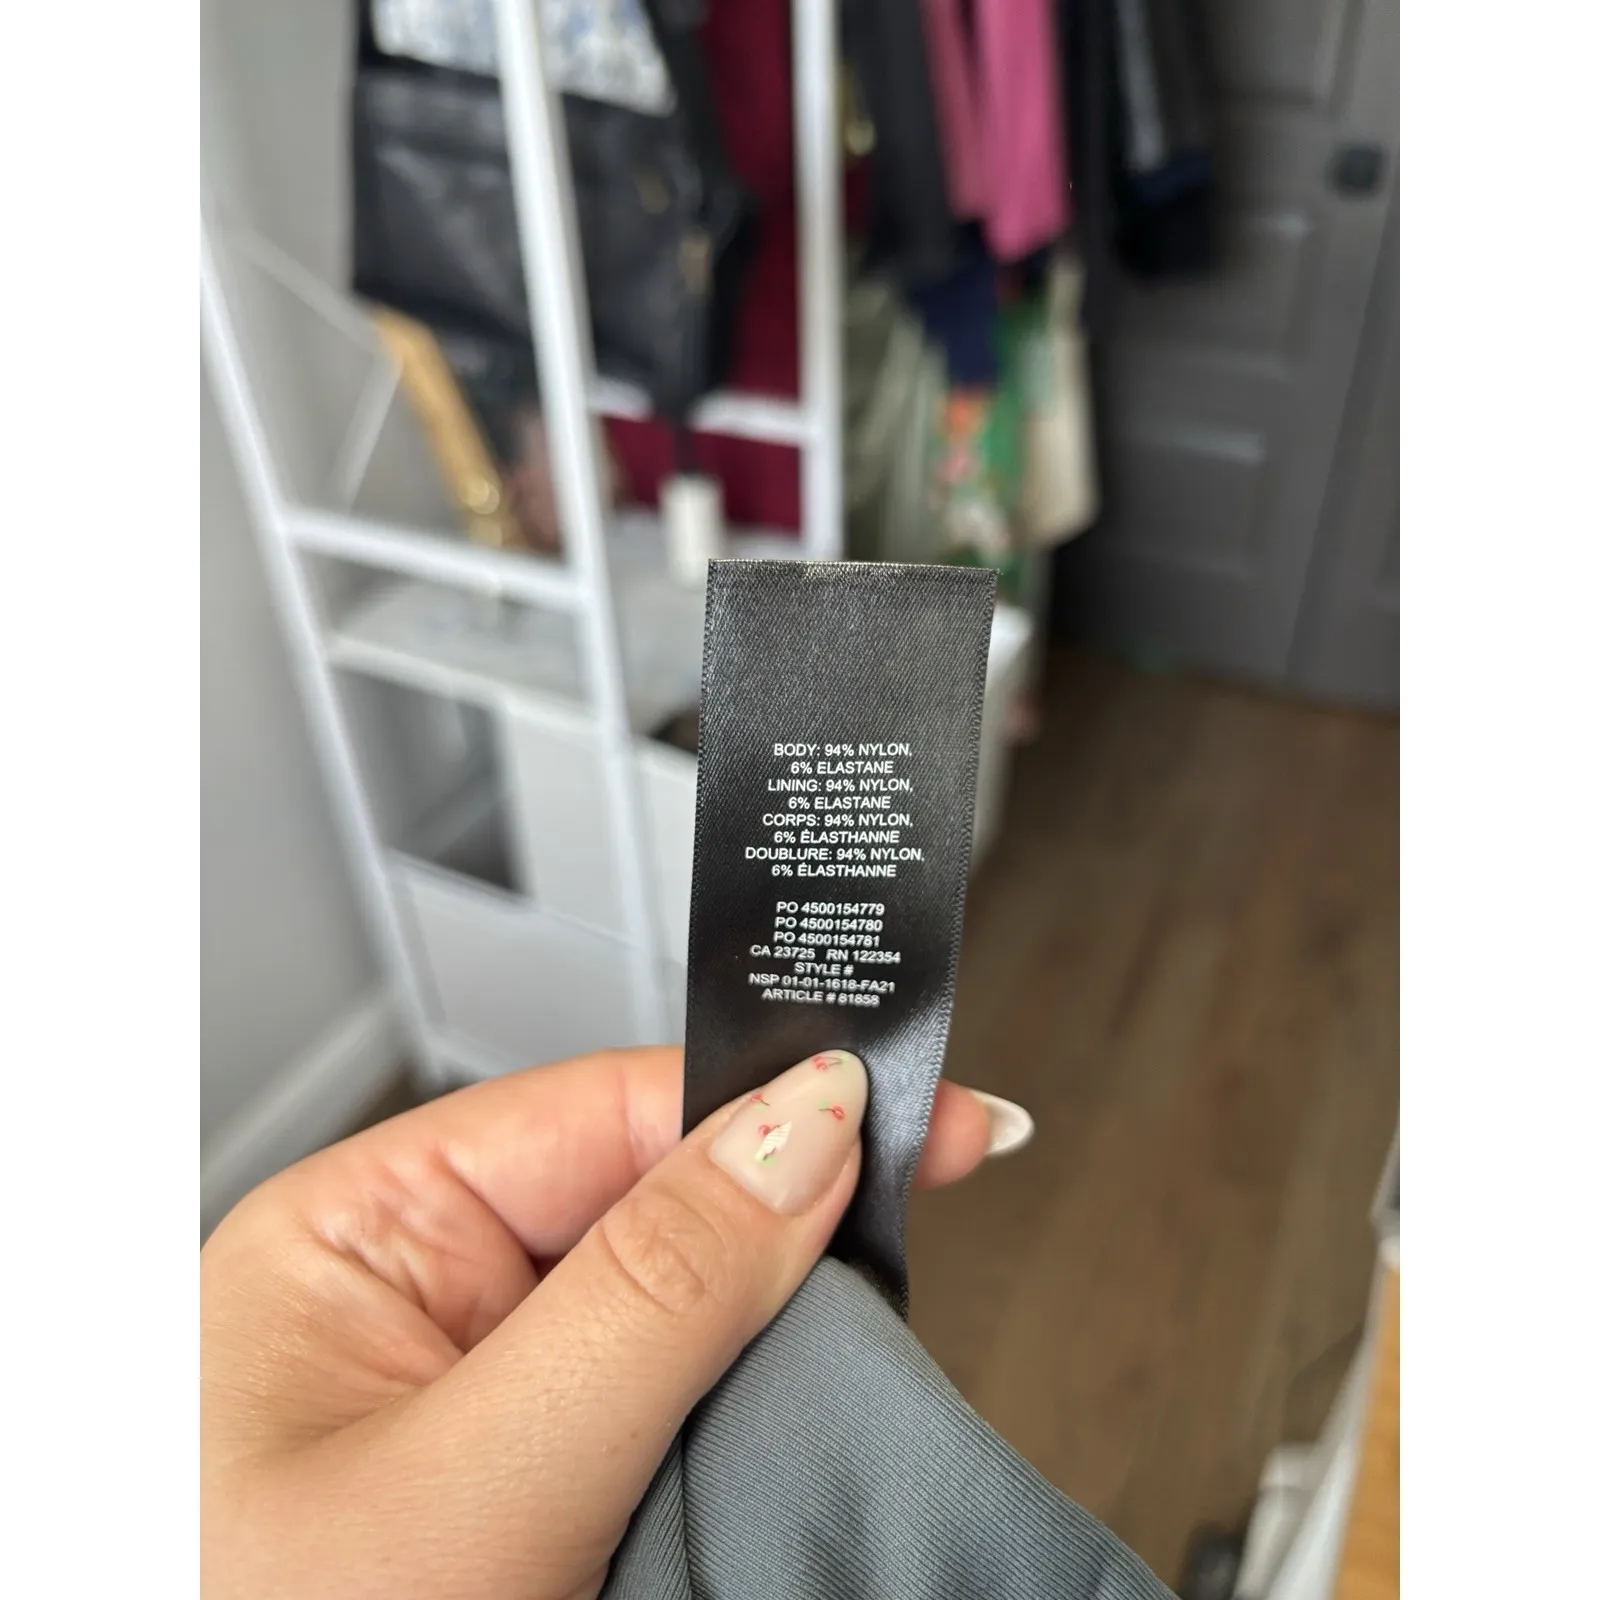 BODY: 94% NYLON,
6% ELASTANE
LINING: 94% NYLON,
6% ELASTANE
CORPS: 94% NYLON,
6% ÉLASTHANNE
DOUBLURE: 94% NYLON,
6% ÉLASTHANNE
PO 4500154779
PO 4500154780
PO 4500154781
CA 23725 RN 122354
STYLE #
NSP 01-01-1618-FA21
ARTICLE # 81858